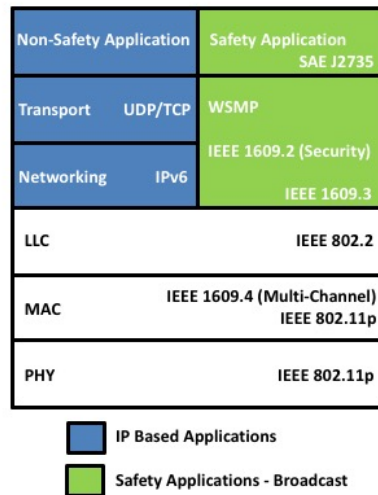 Non-Safety Application
Safety Application
SAE J2735
Transport UDP/TCP
WSMP
IEEE 1609.2 (Security)
Networking IPv6
IEEE 1609.3
LLC IEEE 802.2
IEEE 1609.4 (Multi-Channel)
MAC
IEEE 802.11p
PHY IEEE 802.11p
IP Based Applications
Safety Applications - Broadcast